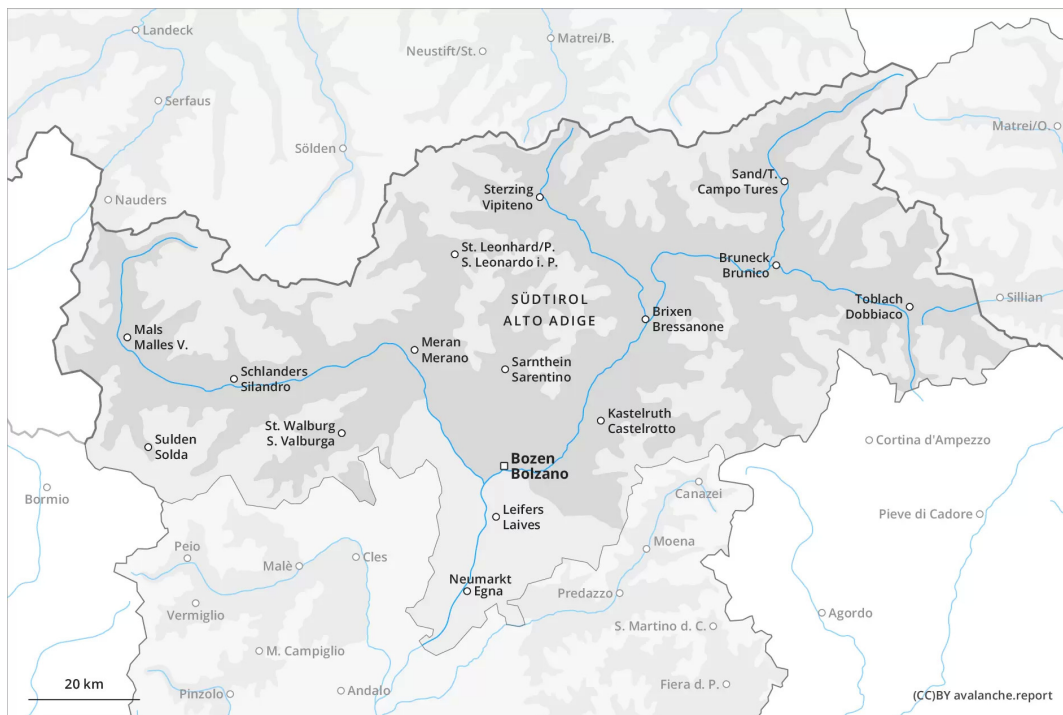 Landeck
Matrei/B.
Neustift/St.
Serfaus
Matrei/O.
Sölden
Sand/T.
Campo Tures
Nauders
Sterzing
Vipiteno
St. Leonhard/P.
S. Leonardo i. P.
Bruneck
Brunico
SÜDTIROL
ALTO ADIGE
Toblach
Dobbiaco
Sillian
Brixen
Bressanone
Mals
Malles V.
Meran
Merano
Sarnthein
Sarentino
Schlanders
Silandro
Kastelruth
Castelrotto
St. Walburg
S. Valburga
Sulden
Solda
Cortina d'Ampezzo
Bozen
Bolzano
Bormio
Canazei
Leifers
Laives
Pieve di Cadore
Moena
Peio
Malè
Cles
Neumarkt
Egna
Predazzo
Vermiglio
Agordo
S. Martino d. C.
M. Campiglio
20 km
Pinzolo
Andalo
Fiera d. P.
(CC)BY avalanche.report